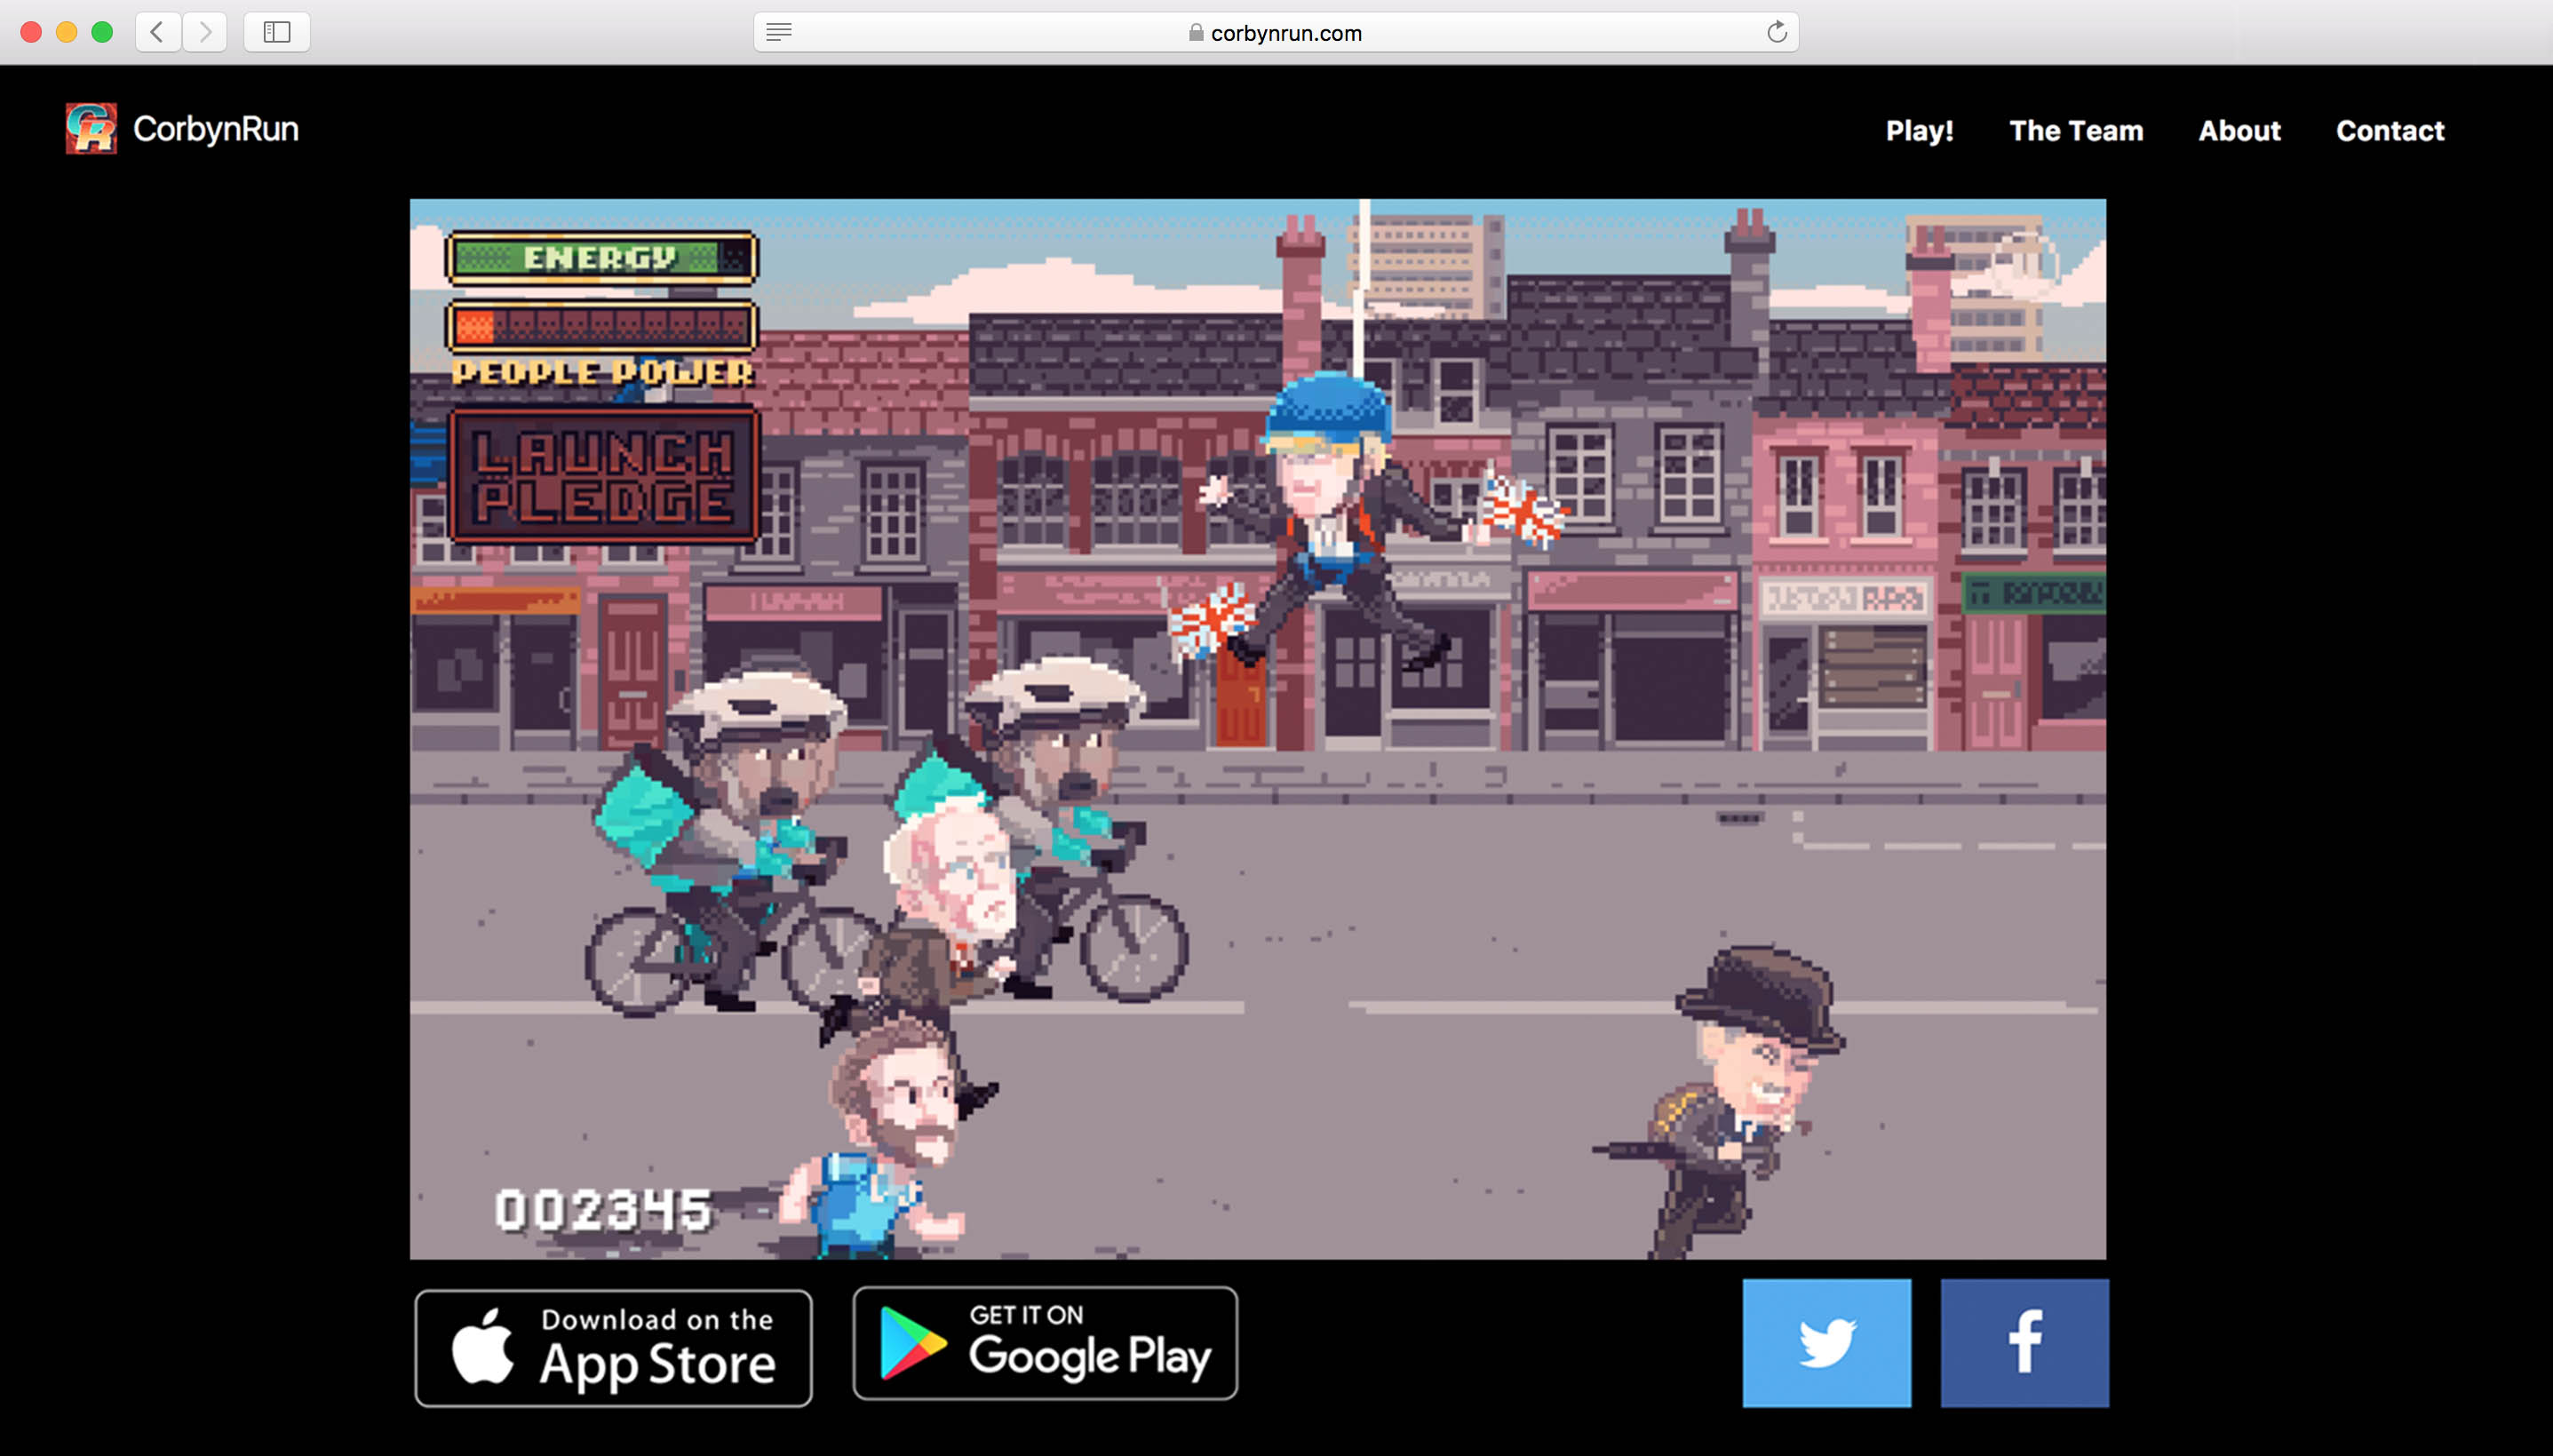 corbynrun.com
CorbynRun
Play!
The Team
About
Contact
ENERGY
PEOPLE POWER
LAUNCH
PLEDGE
002345
Download on the
App Store
GET IT ON
Google Play